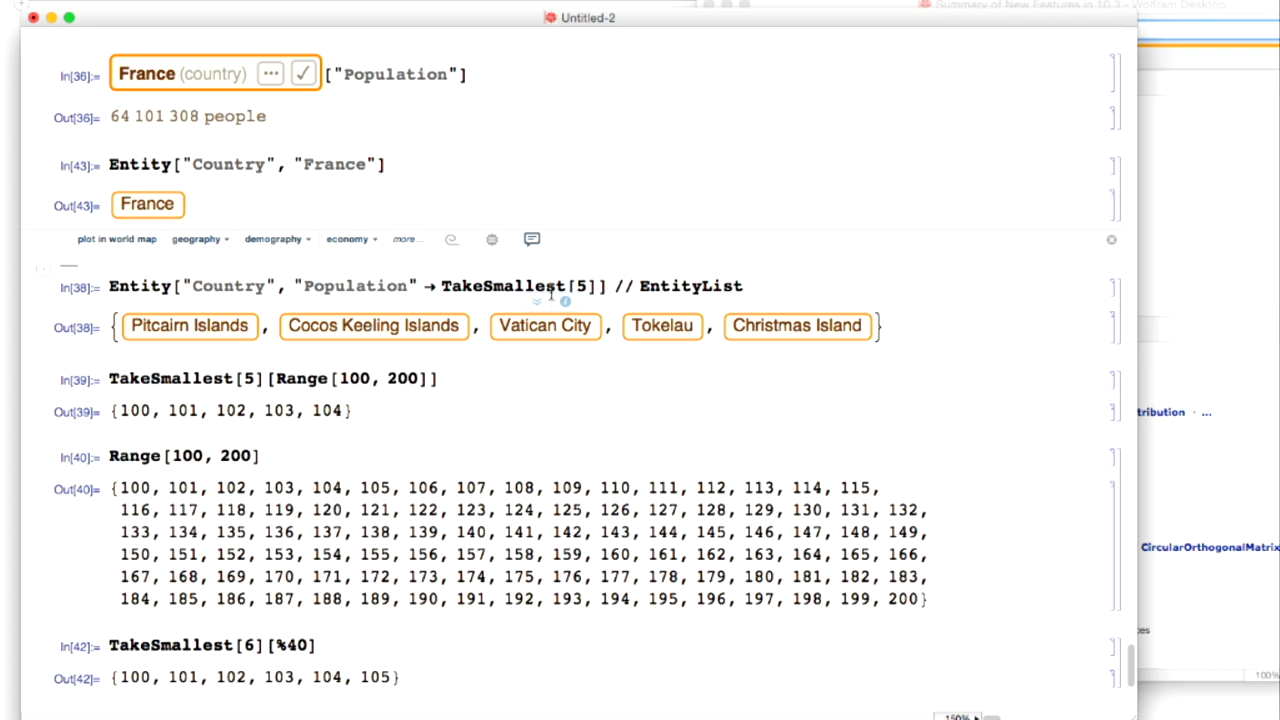 Summary of New Features in 10.3 - Wolfram Desktop
Untitled-2
In[36]:= France (country) ... ✓ ["Population"]
Out[36]= 64 101 308 people
In[43]:= Entity["Country", "France"]
Out[43]= France
plot in world map geography demography economy more...
In[38]:= Entity["Country", "Population" → TakeSmallest[5]] // EntityList
Out[38]= {Pitcairn Islands, Cocos Keeling Islands, Vatican City, Tokelau, Christmas Island}
In[39]:= TakeSmallest[5][Range[100, 200]]
Out[39]= {100, 101, 102, 103, 104}
tribution · ...
In[40]:= Range[100, 200]
Out[40]= {100, 101, 102, 103, 104, 105, 106, 107, 108, 109, 110, 111, 112, 113, 114, 115,
116, 117, 118, 119, 120, 121, 122, 123, 124, 125, 126, 127, 128, 129, 130, 131, 132,
133, 134, 135, 136, 137, 138, 139, 140, 141, 142, 143, 144, 145, 146, 147, 148, 149,
CircularOrthogonalMatrix
150, 151, 152, 153, 154, 155, 156, 157, 158, 159, 160, 161, 162, 163, 164, 165, 166,
167, 168, 169, 170, 171, 172, 173, 174, 175, 176, 177, 178, 179, 180, 181, 182, 183,
184, 185, 186, 187, 188, 189, 190, 191, 192, 193, 194, 195, 196, 197, 198, 199, 200}
ces
In[42]:= TakeSmallest[6][%40]
Out[42]= {100, 101, 102, 103, 104, 105}
100%
150%